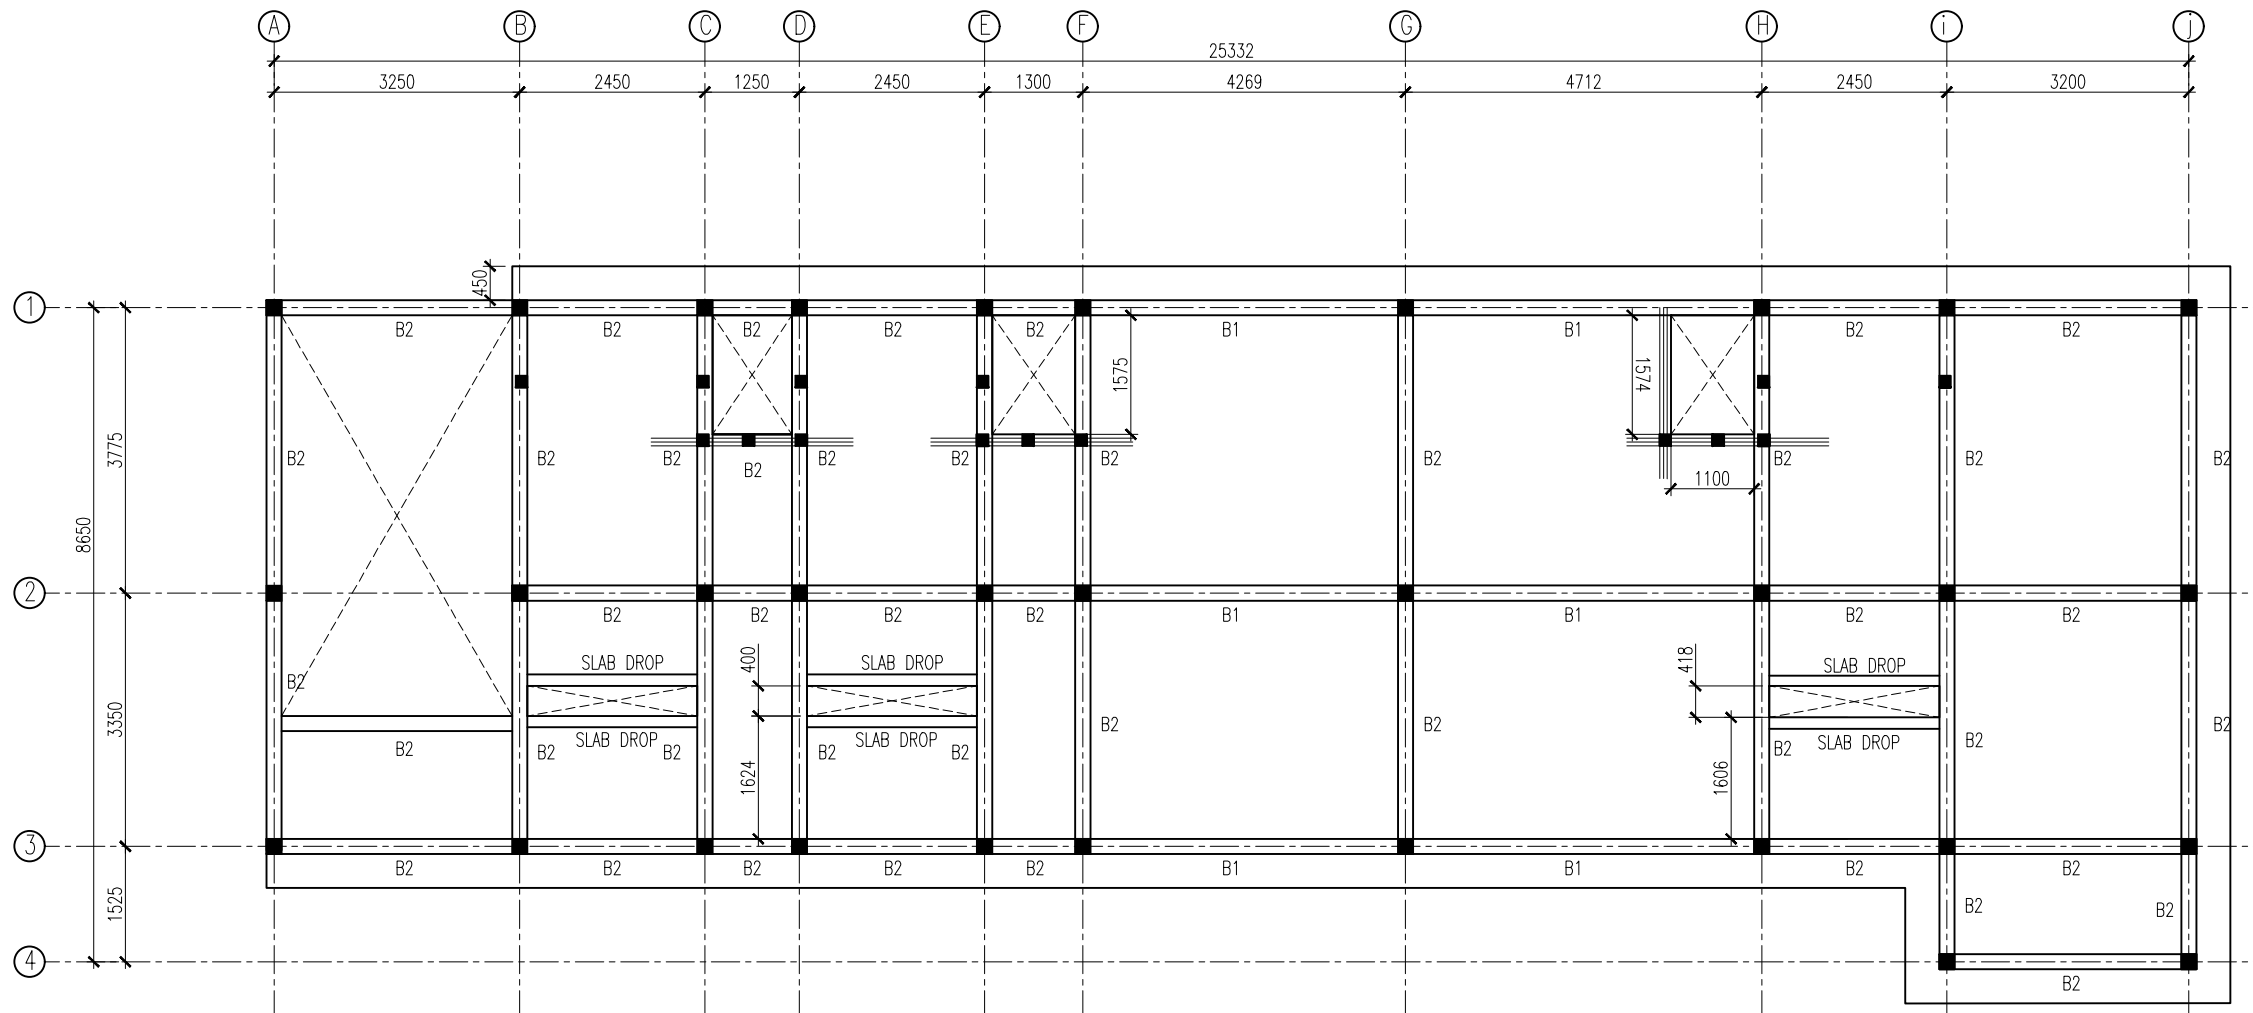 A B C D E F G H i j
25332
3250 2450 1250 2450 1300 4269 4712 2450 3200
450
1
B2 B2 B2 B2 B2 B1 B1 B2 B2
1575 1574
3775
B2 B2 B2 B2 B2 B2 B2 B2 B2 B2 B2
B2
1100
8650
2
B2 B2 B2 B2 B1 B1 B2 B2
400 418
SLAB DROP SLAB DROP SLAB DROP
B2
3350
B2 B2 B2
SLAB DROP SLAB DROP SLAB DROP
B2 B2 B2 B2 B2 B2 B2
1624 1606
3
B2 B2 B2 B2 B2 B1 B1 B2 B2
1525
B2 B2
4
B2